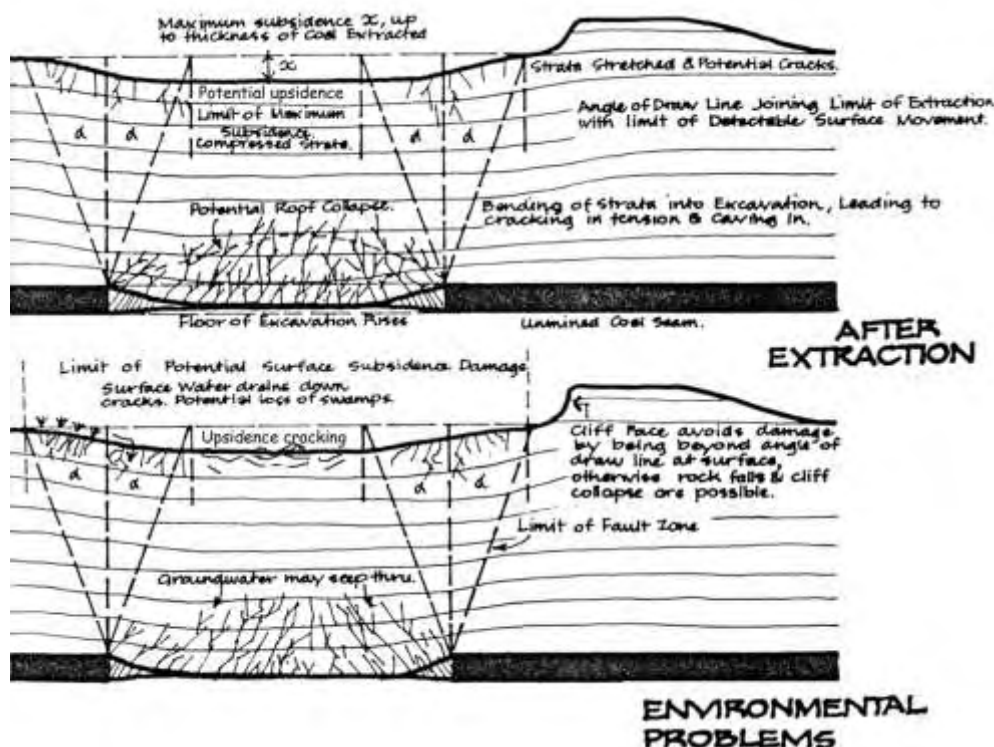 Maximum subsidence x, up
to thickness of Coal Extracted
x
Strata Stretched & Potential Cracks.
Potential upsidence
Limit of Maximum
Subsidence.
Compressed Strata.
Angle of Draw Line Joining Limit of Extraction
with limit of Detectable Surface Movement.
α
α
α
α
Potential Roof Collapse.
Bending of Strata into Excavation, Leading to
cracking in tension & Caving In.
Floor of Excavation Rises
Unmined Coal Seam.
AFTER
EXTRACTION
Limit of Potential Surface Subsidence Damage
Surface Water drains down
cracks. Potential loss of swamps.
Upsidence cracking
Cliff Face avoids damage
by being beyond angle of
draw line at surface,
otherwise rock falls & cliff
collapse are possible.
α
α
α
α
Limit of Fault Zone
Groundwater may seep thru.
ENVIRONMENTAL
PROBLEMS